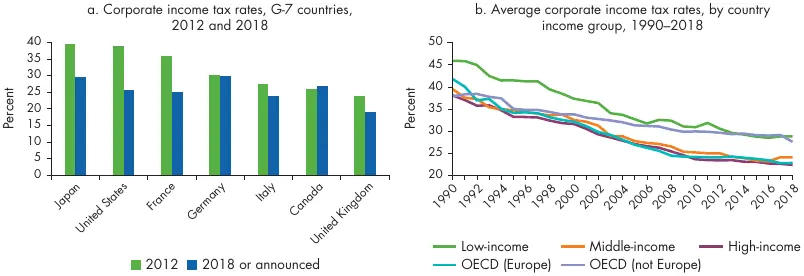 a. Corporate income tax rates, G-7 countries,
2012 and 2018
Percent
40
35
30
25
20
15
10
5
0
Japan
United States
France
Germany
Italy
Canada
United Kingdom
2012
2018 or announced
b. Average corporate income tax rates, by country
income group, 1990–2018
Percent
50
45
40
35
30
25
20
1990
1992
1994
1996
1998
2000
2002
2004
2006
2008
2010
2012
2014
2016
2018
Low-income
Middle-income
High-income
OECD (Europe)
OECD (not Europe)